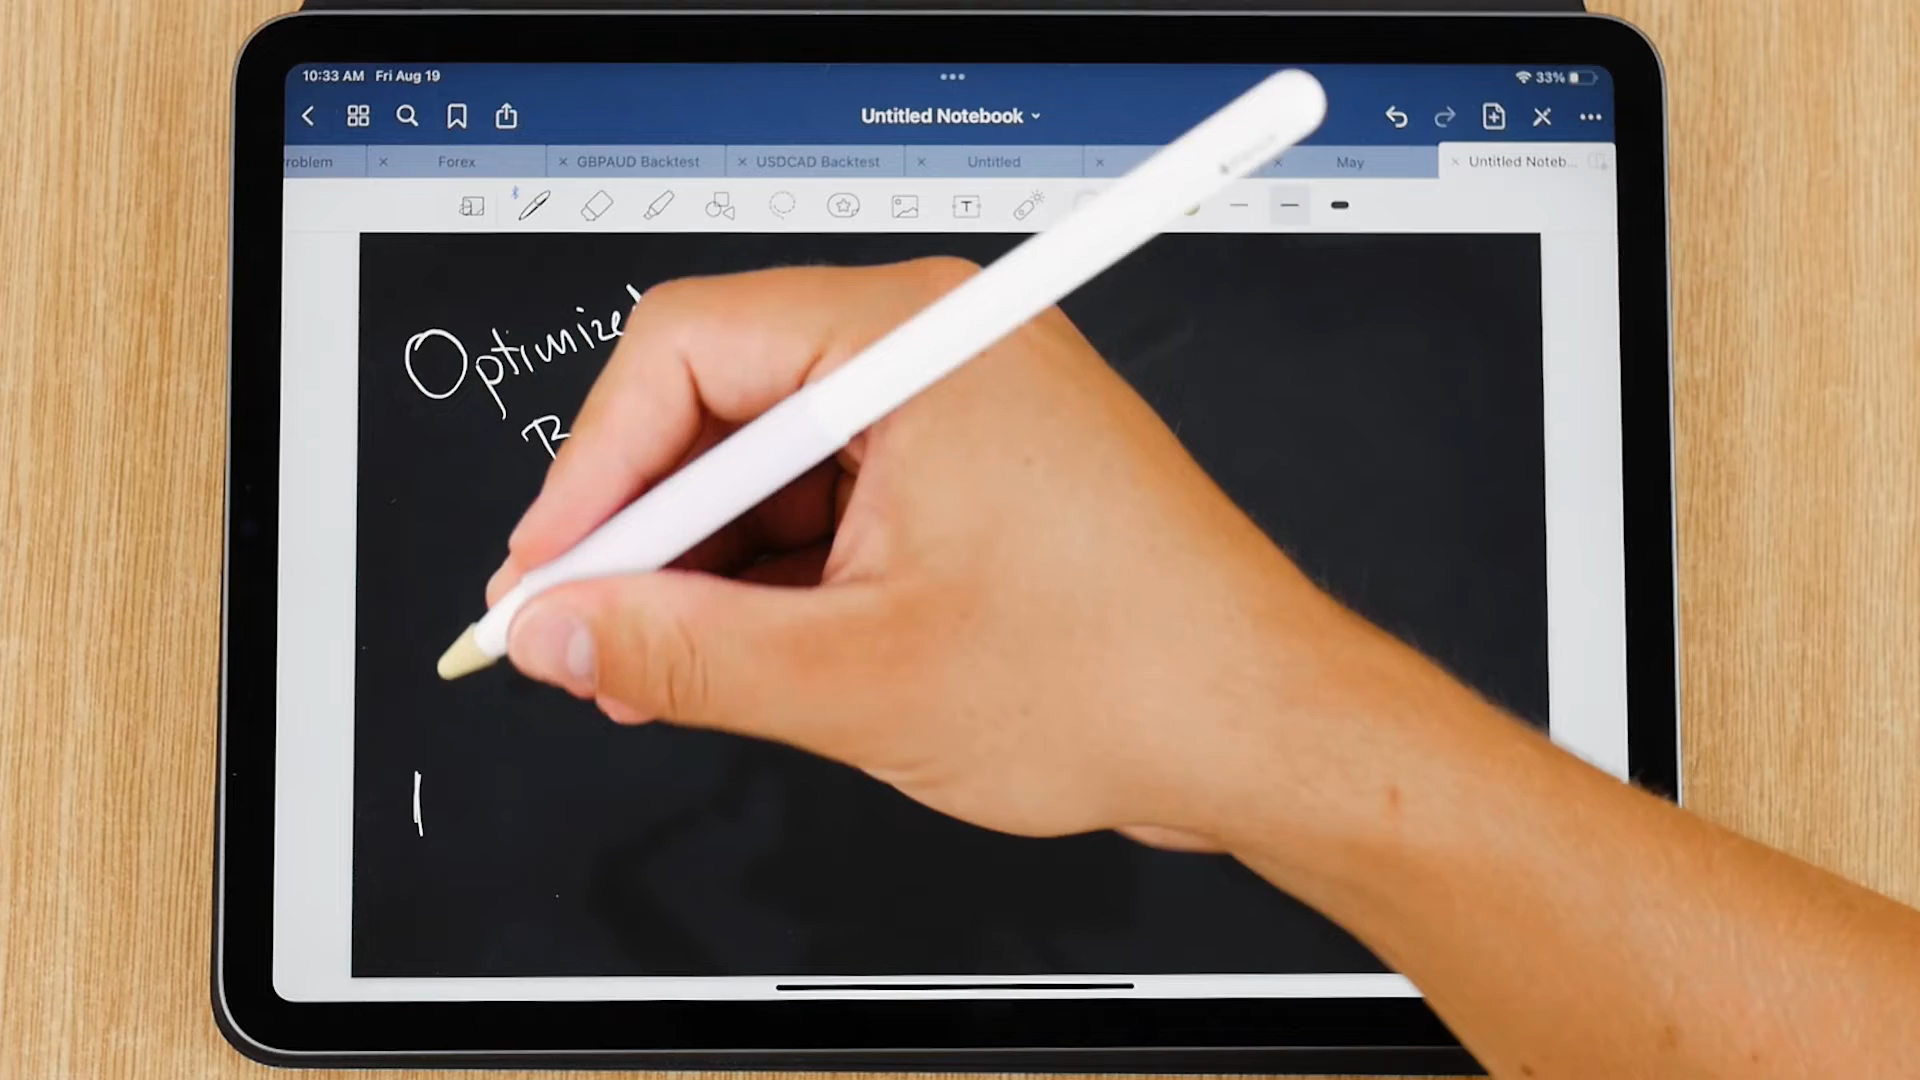 10:33 AM Fri Aug 19
33%
Untitled Notebook
roblem
Forex
GBPAUD Backtest
USDCAD Backtest
Untitled
May
Untitled Noteb...
T
Optimized
B